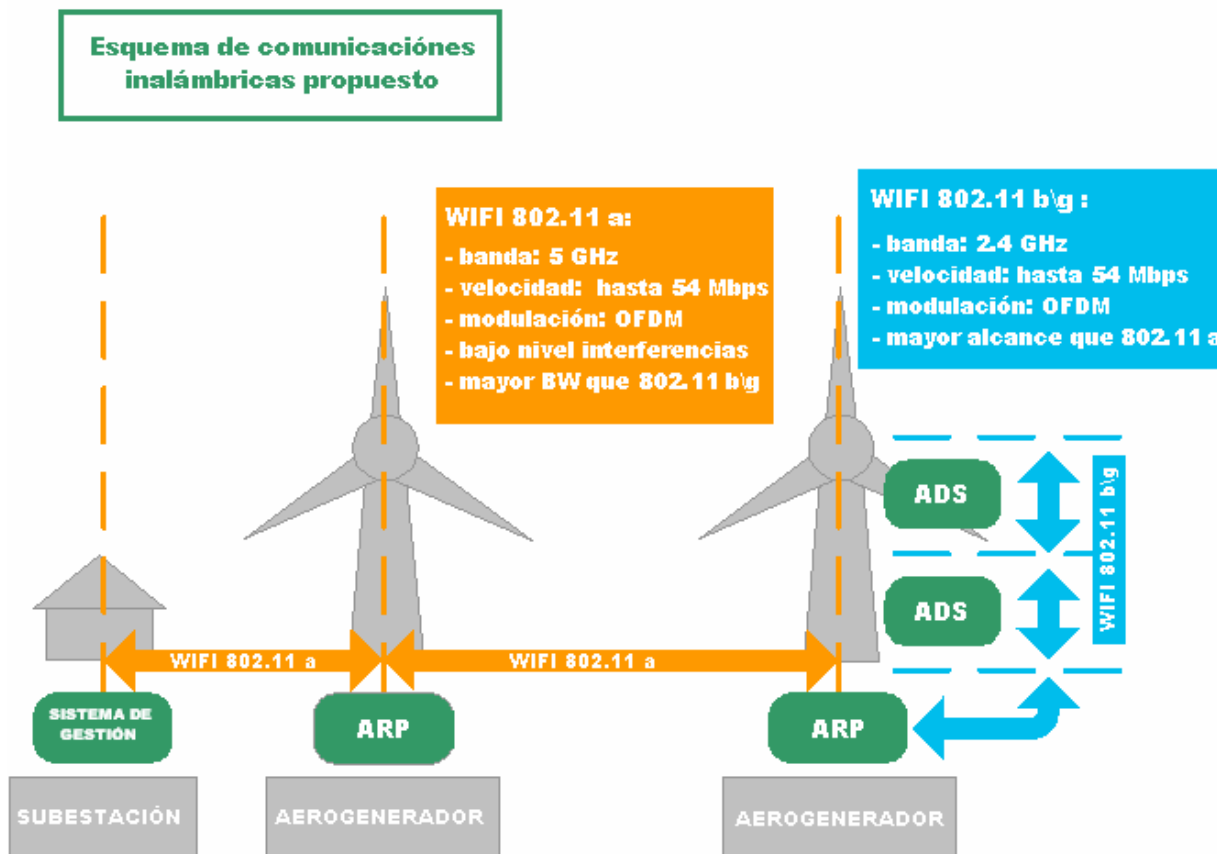 Esquema de comunicaciónes
inalámbricas propuesto
WIFI 802.11 a:
- banda: 5 GHz
- velocidad: hasta 54 Mbps
- modulación: OFDM
- bajo nivel interferencias
- mayor BW que 802.11 b\g
WIFI 802.11 b\g :
- banda: 2.4 GHz
- velocidad: hasta 54 Mbps
- modulación: OFDM
- mayor alcance que 802.11 a
ADS
ADS
WIFI 802.11 b\g
WIFI 802.11 a
WIFI 802.11 a
SISTEMA DE
GESTIÓN
ARP
ARP
SUBESTACIÓN
AEROGENERADOR
AEROGENERADOR